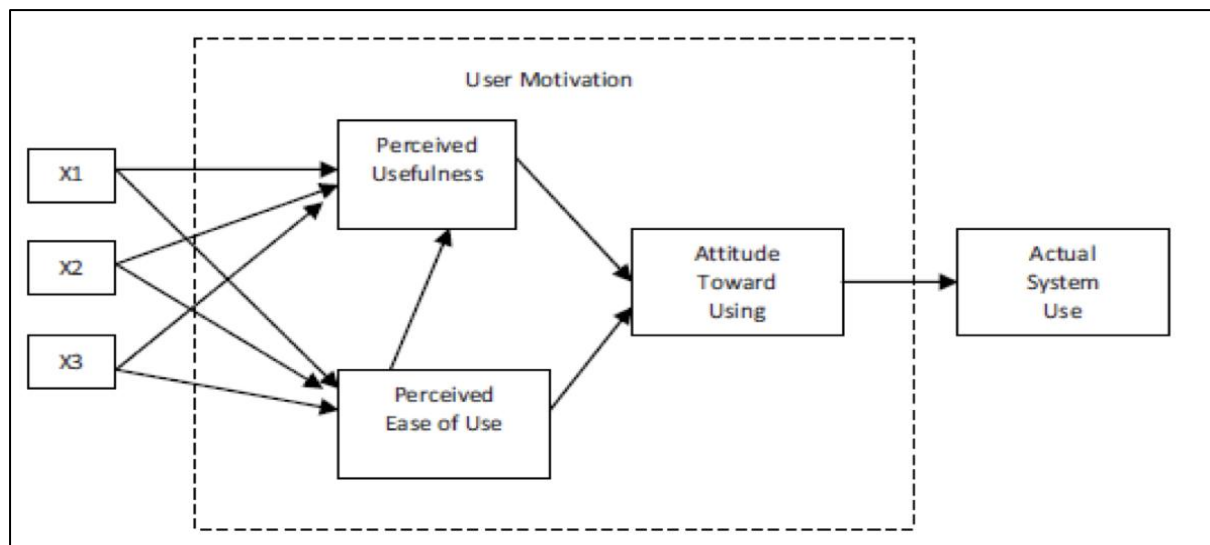 User Motivation
X1
X2
X3
Perceived
Usefulness
Perceived
Ease of Use
Attitude
Toward
Using
Actual
System
Use